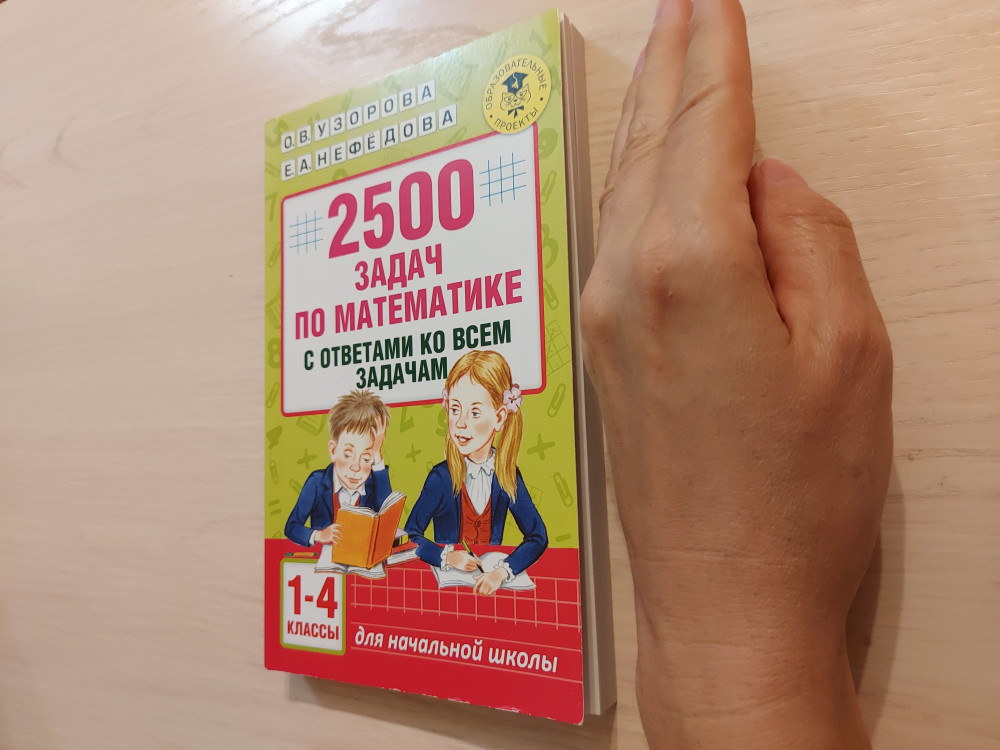 О.В. УЗОРОВА
Е.А. НЕФЁДОВА
ОБРАЗОВАТЕЛЬНЫЕ
• ПРОЕКТЫ •
2500
ЗАДАЧ
ПО МАТЕМАТИКЕ
С ОТВЕТАМИ КО ВСЕМ
ЗАДАЧАМ
1-4
КЛАССЫ
для начальной школы